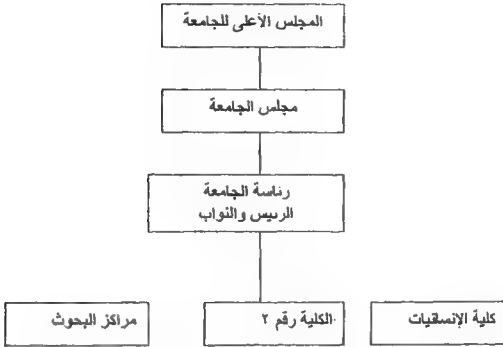 المجلس الأعلى للجامعة
مجلس الجامعة
رئاسة الجامعة
الرئيس والنواب
كلية الإنسانيات
الكلية رقم ٢
مراكز البحوث